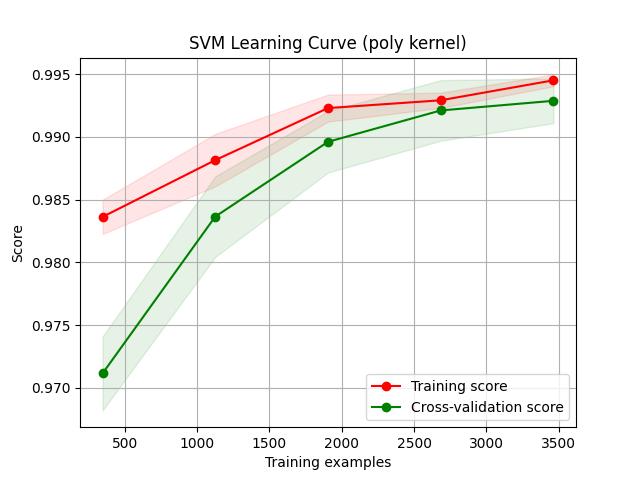 SVM Learning Curve (poly kernel)
0.995
0.990
0.985
0.980
0.975
0.970
Score
Training score
Cross-validation score
500
1000
1500
2000
2500
3000
3500
Training examples